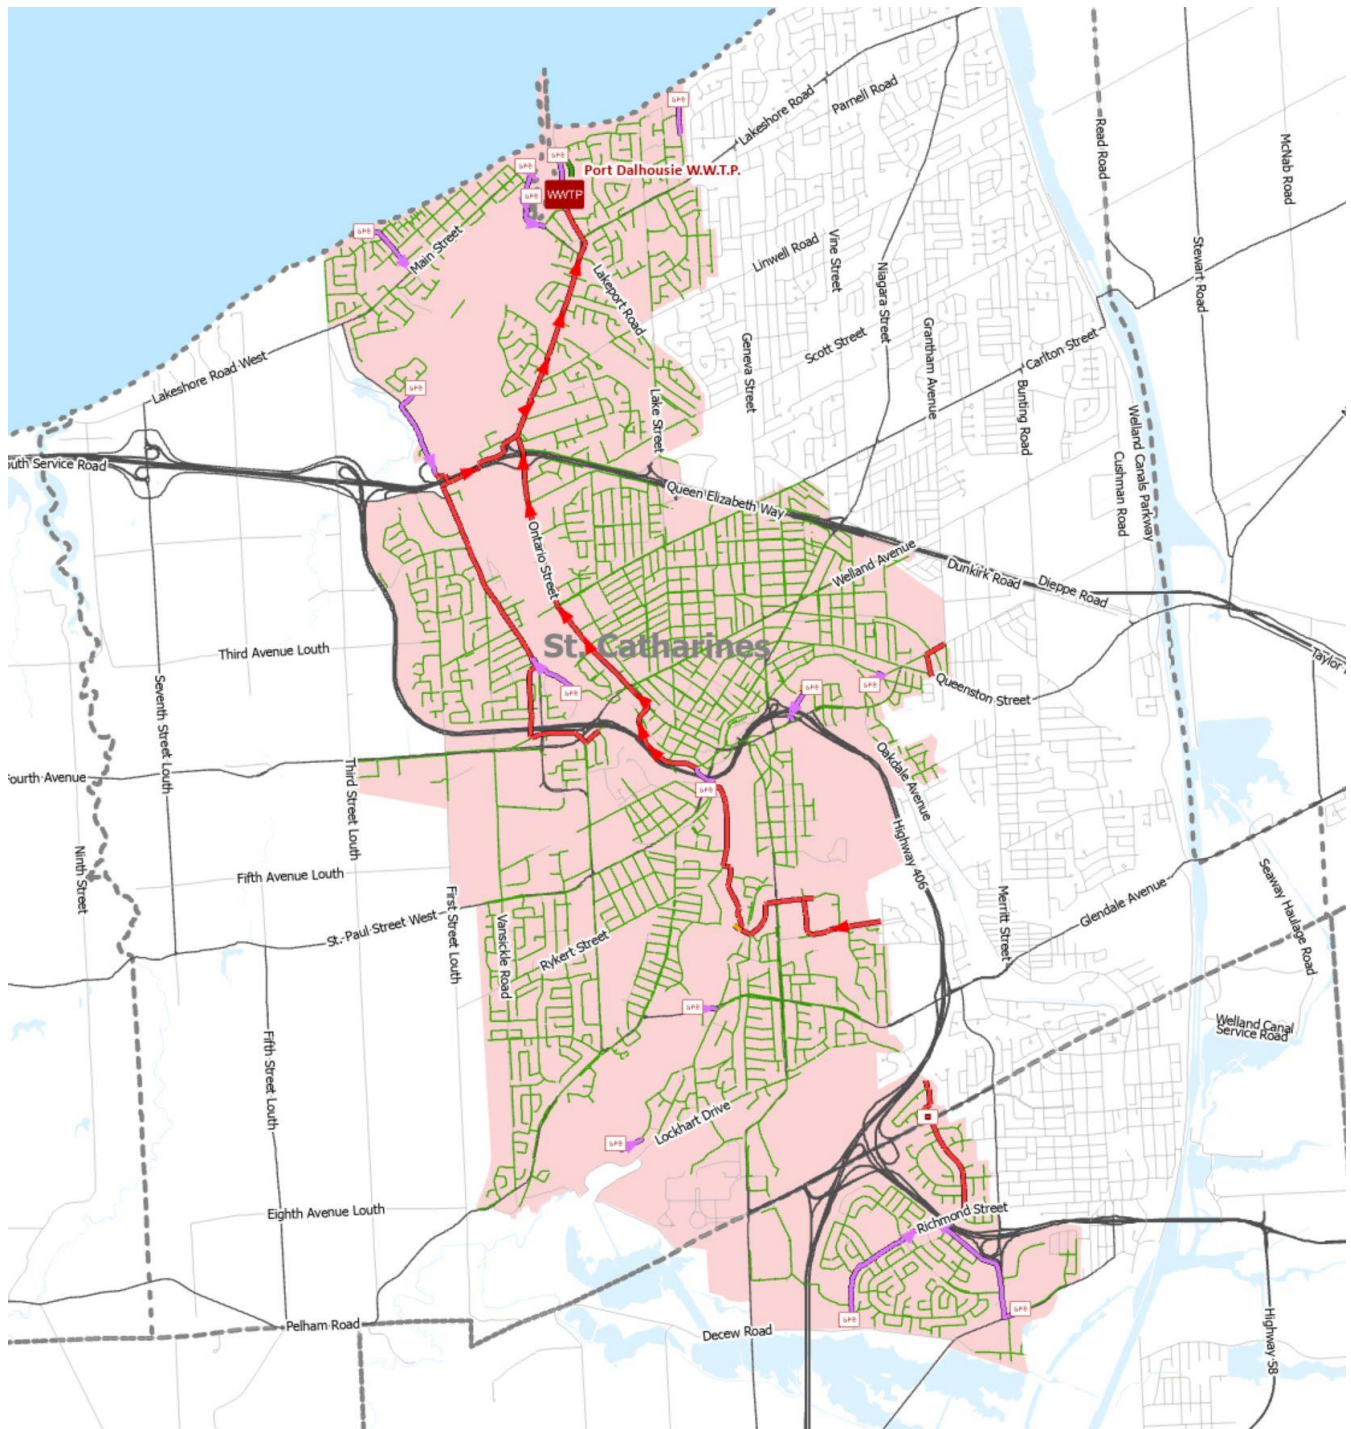 Lakeshore Road
Parnell Road
Read Road
McNab Road
Port Dalhousie W.W.T.P.
WWTP
SPS
Main Street
Linwell Road
Vine Street
Niagara Street
Stewart Road
Lakeport Road
Geneva Street
Scott Street
Grantham Avenue
Carlton Street
Lakeshore Road West
Lake Street
Bunting Road
Welland Canals Parkway
Cushman Road
outh Service Road
Queen Elizabeth Way
Ontario Street
Welland Avenue
Dunkirk Road
Dieppe Road
Third Avenue Louth
St. Catharines
Taylor
Queenston Street
Seventh Street Louth
Fourth Avenue
Third Street Louth
Oakdale Avenue
Highway 406
Ninth Street
Fifth Avenue Louth
First Street Louth
Vansickle Road
St. Paul Street West
Rykert Street
Merritt Street
Glendale Avenue
Seaway Haulage Road
Welland Canal
Service Road
Fifth Street Louth
Lockhart Drive
Eighth Avenue Louth
Richmond Street
Pelham Road
Decew Road
Highway 58